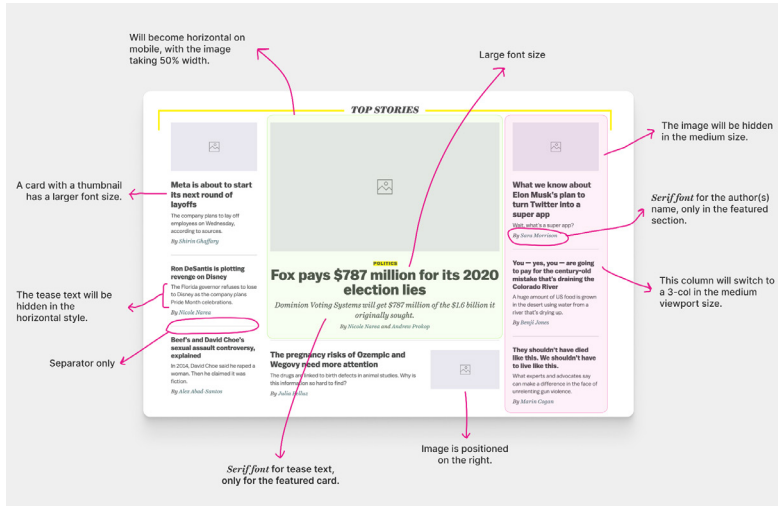 Will become horizontal on
mobile, with the image
taking 50% width.
Large font size
TOP STORIES
A card with a thumbnail
has a larger font size.
The tease text will be
hidden in the
horizontal style.
Separator only
Meta is about to start
its next round of
layoffs
The company plans to lay off
employees on Wednesday,
according to sources.
By Shirin Ghaffary
Ron DeSantis is plotting
revenge on Disney
The Florida governor refuses to lose
to Disney as the company plans
Pride Month celebrations.
By Nicole Narea
Beef's and David Choe's
sexual assault controversy,
explained
In 2014, David Choe said he raped a
woman. Then he claimed it was
fiction.
By Alex Abad-Santos
POLITICS
Fox pays $787 million for its 2020
election lies
Dominion Voting Systems will get $787 million of the $1.6 billion it
originally sought.
By Nicole Narea and Andrew Prokop
The pregnancy risks of Ozempic and
Wegovy need more attention
The drugs are linked to birth defects in animal studies. Why is
this information so hard to find?
By Julia Belluz
What we know about
Elon Musk's plan to
turn Twitter into a
super app
Wait, what's a super app?
By Sara Morrison
You — yes, you — are going
to pay for the century-old
mistake that's draining the
Colorado River
A huge amount of US food is grown
in the desert using water from a
river that's drying up.
By Benji Jones
They shouldn't have died
like this. We shouldn't have
to live like this.
What experts and advocates say
can make a difference in the face of
unrelenting gun violence.
By Marin Cogan
The image will be hidden
in the medium size.
Serif font for the author(s)
name, only in the featured
section.
This column will switch to
a 3-col in the medium
viewport size.
Serif font for tease text,
only for the featured card.
Image is positioned
on the right.